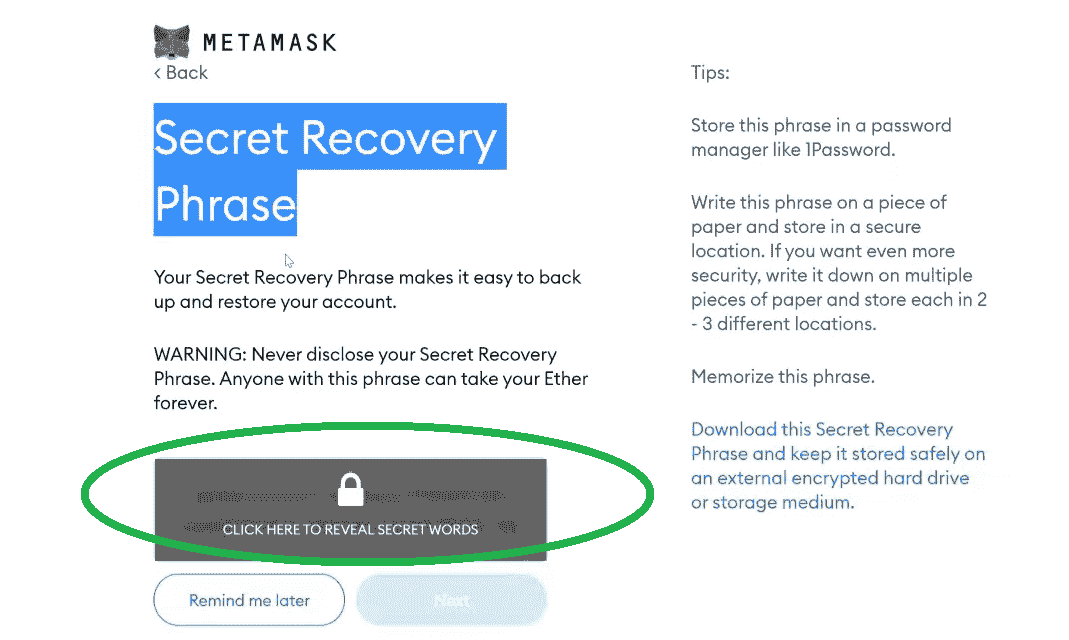 METAMASK
< Back
Secret Recovery
Phrase
Your Secret Recovery Phrase makes it easy to back
up and restore your account.
WARNING: Never disclose your Secret Recovery
Phrase. Anyone with this phrase can take your Ether
forever.
CLICK HERE TO REVEAL SECRET WORDS
Remind me later
Next
Tips:
Store this phrase in a password
manager like 1Password.
Write this phrase on a piece of
paper and store in a secure
location. If you want even more
security, write it down on multiple
pieces of paper and store each in 2
- 3 different locations.
Memorize this phrase.
Download this Secret Recovery
Phrase and keep it stored safely on
an external encrypted hard drive
or storage medium.